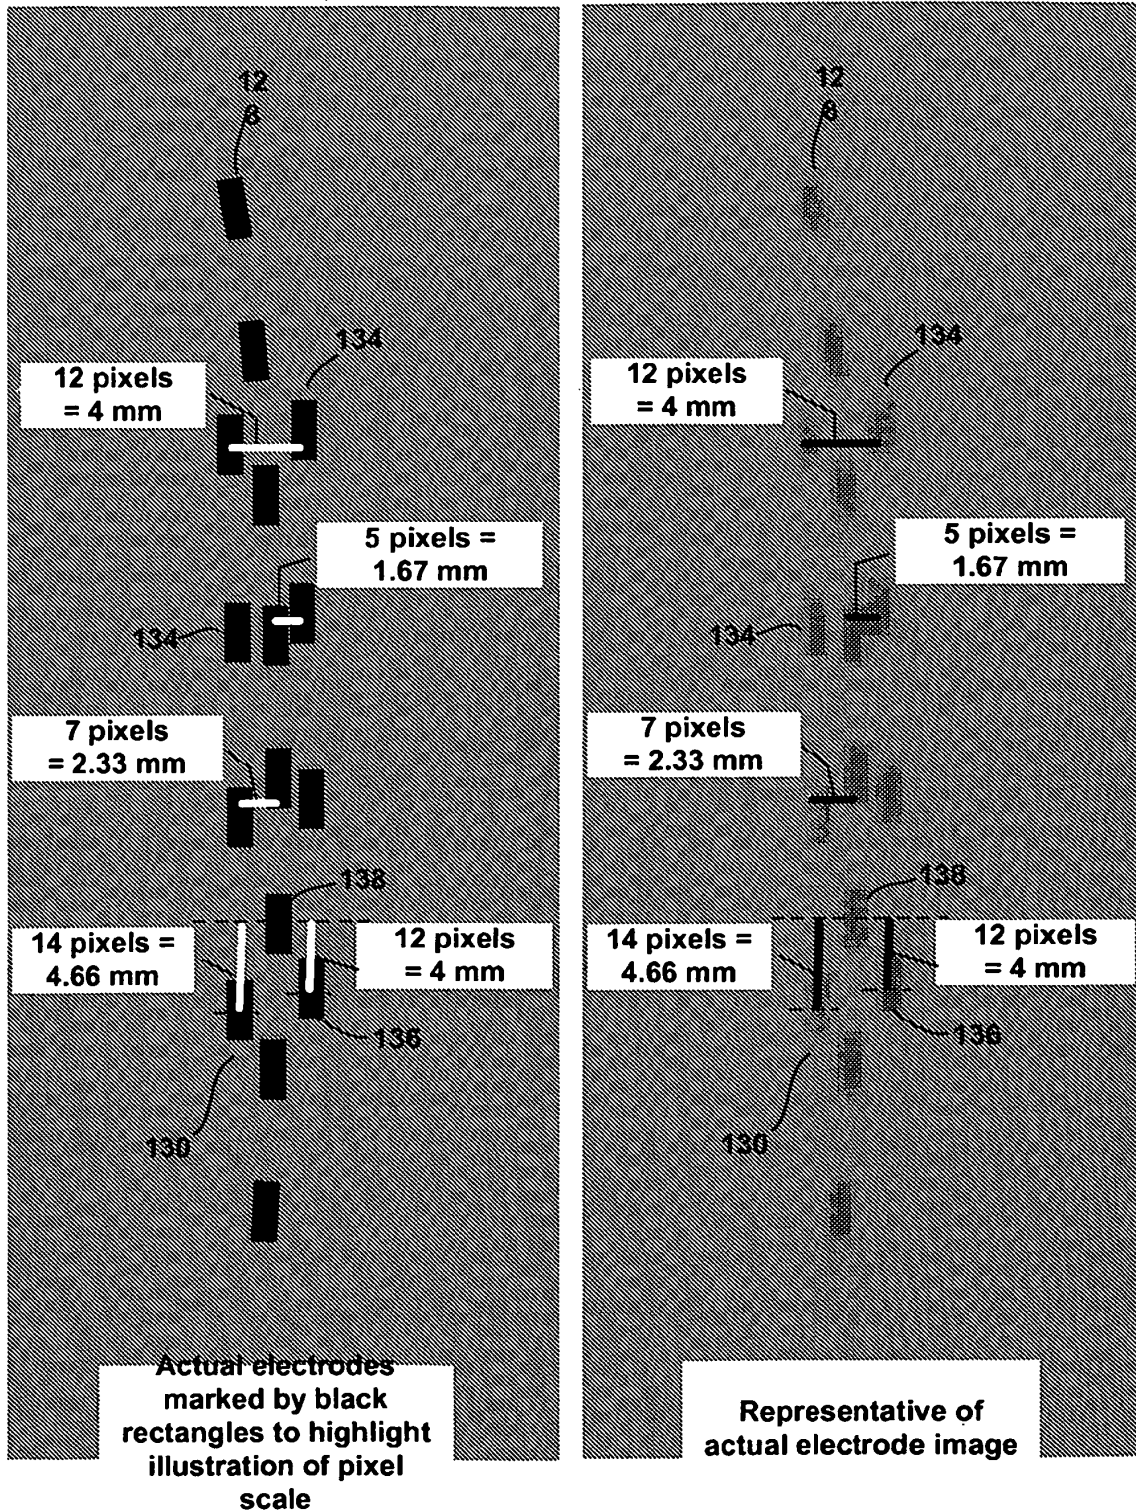 12
8
134
12 pixels
= 4 mm
5 pixels =
1.67 mm
134
7 pixels
= 2.33 mm
138
14 pixels =
4.66 mm
12 pixels
= 4 mm
136
130
Actual electrodes
marked by black
rectangles to highlight
illustration of pixel
scale
12
8
134
12 pixels
= 4 mm
5 pixels =
1.67 mm
134
7 pixels
= 2.33 mm
138
14 pixels =
4.66 mm
12 pixels
= 4 mm
136
130
Representative of
actual electrode image